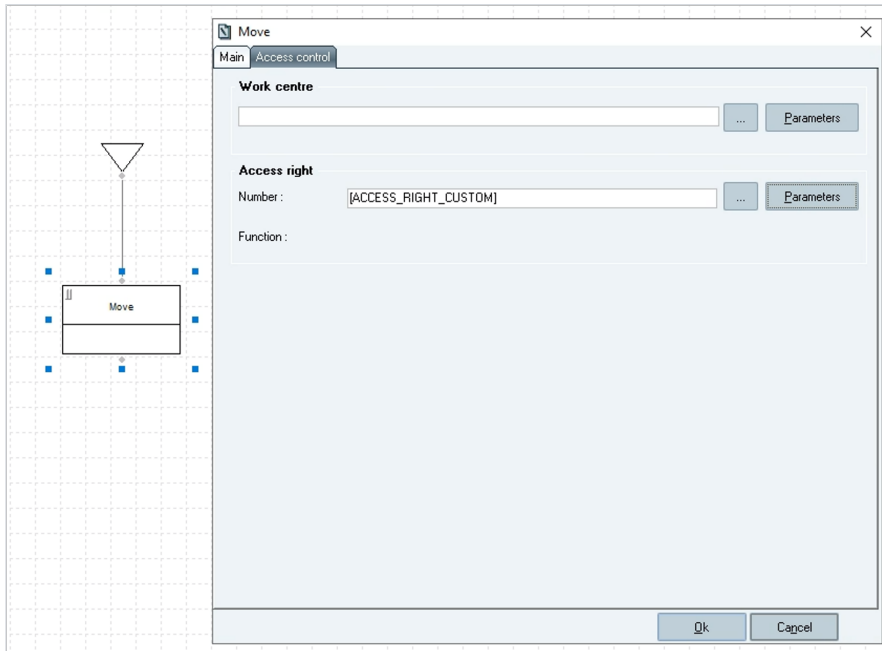 Move
Main Access control
Work centre
... Parameters
Access right
Number : [ACCESS_RIGHT_CUSTOM] ... Parameters
Function :
Move
Ok Cancel